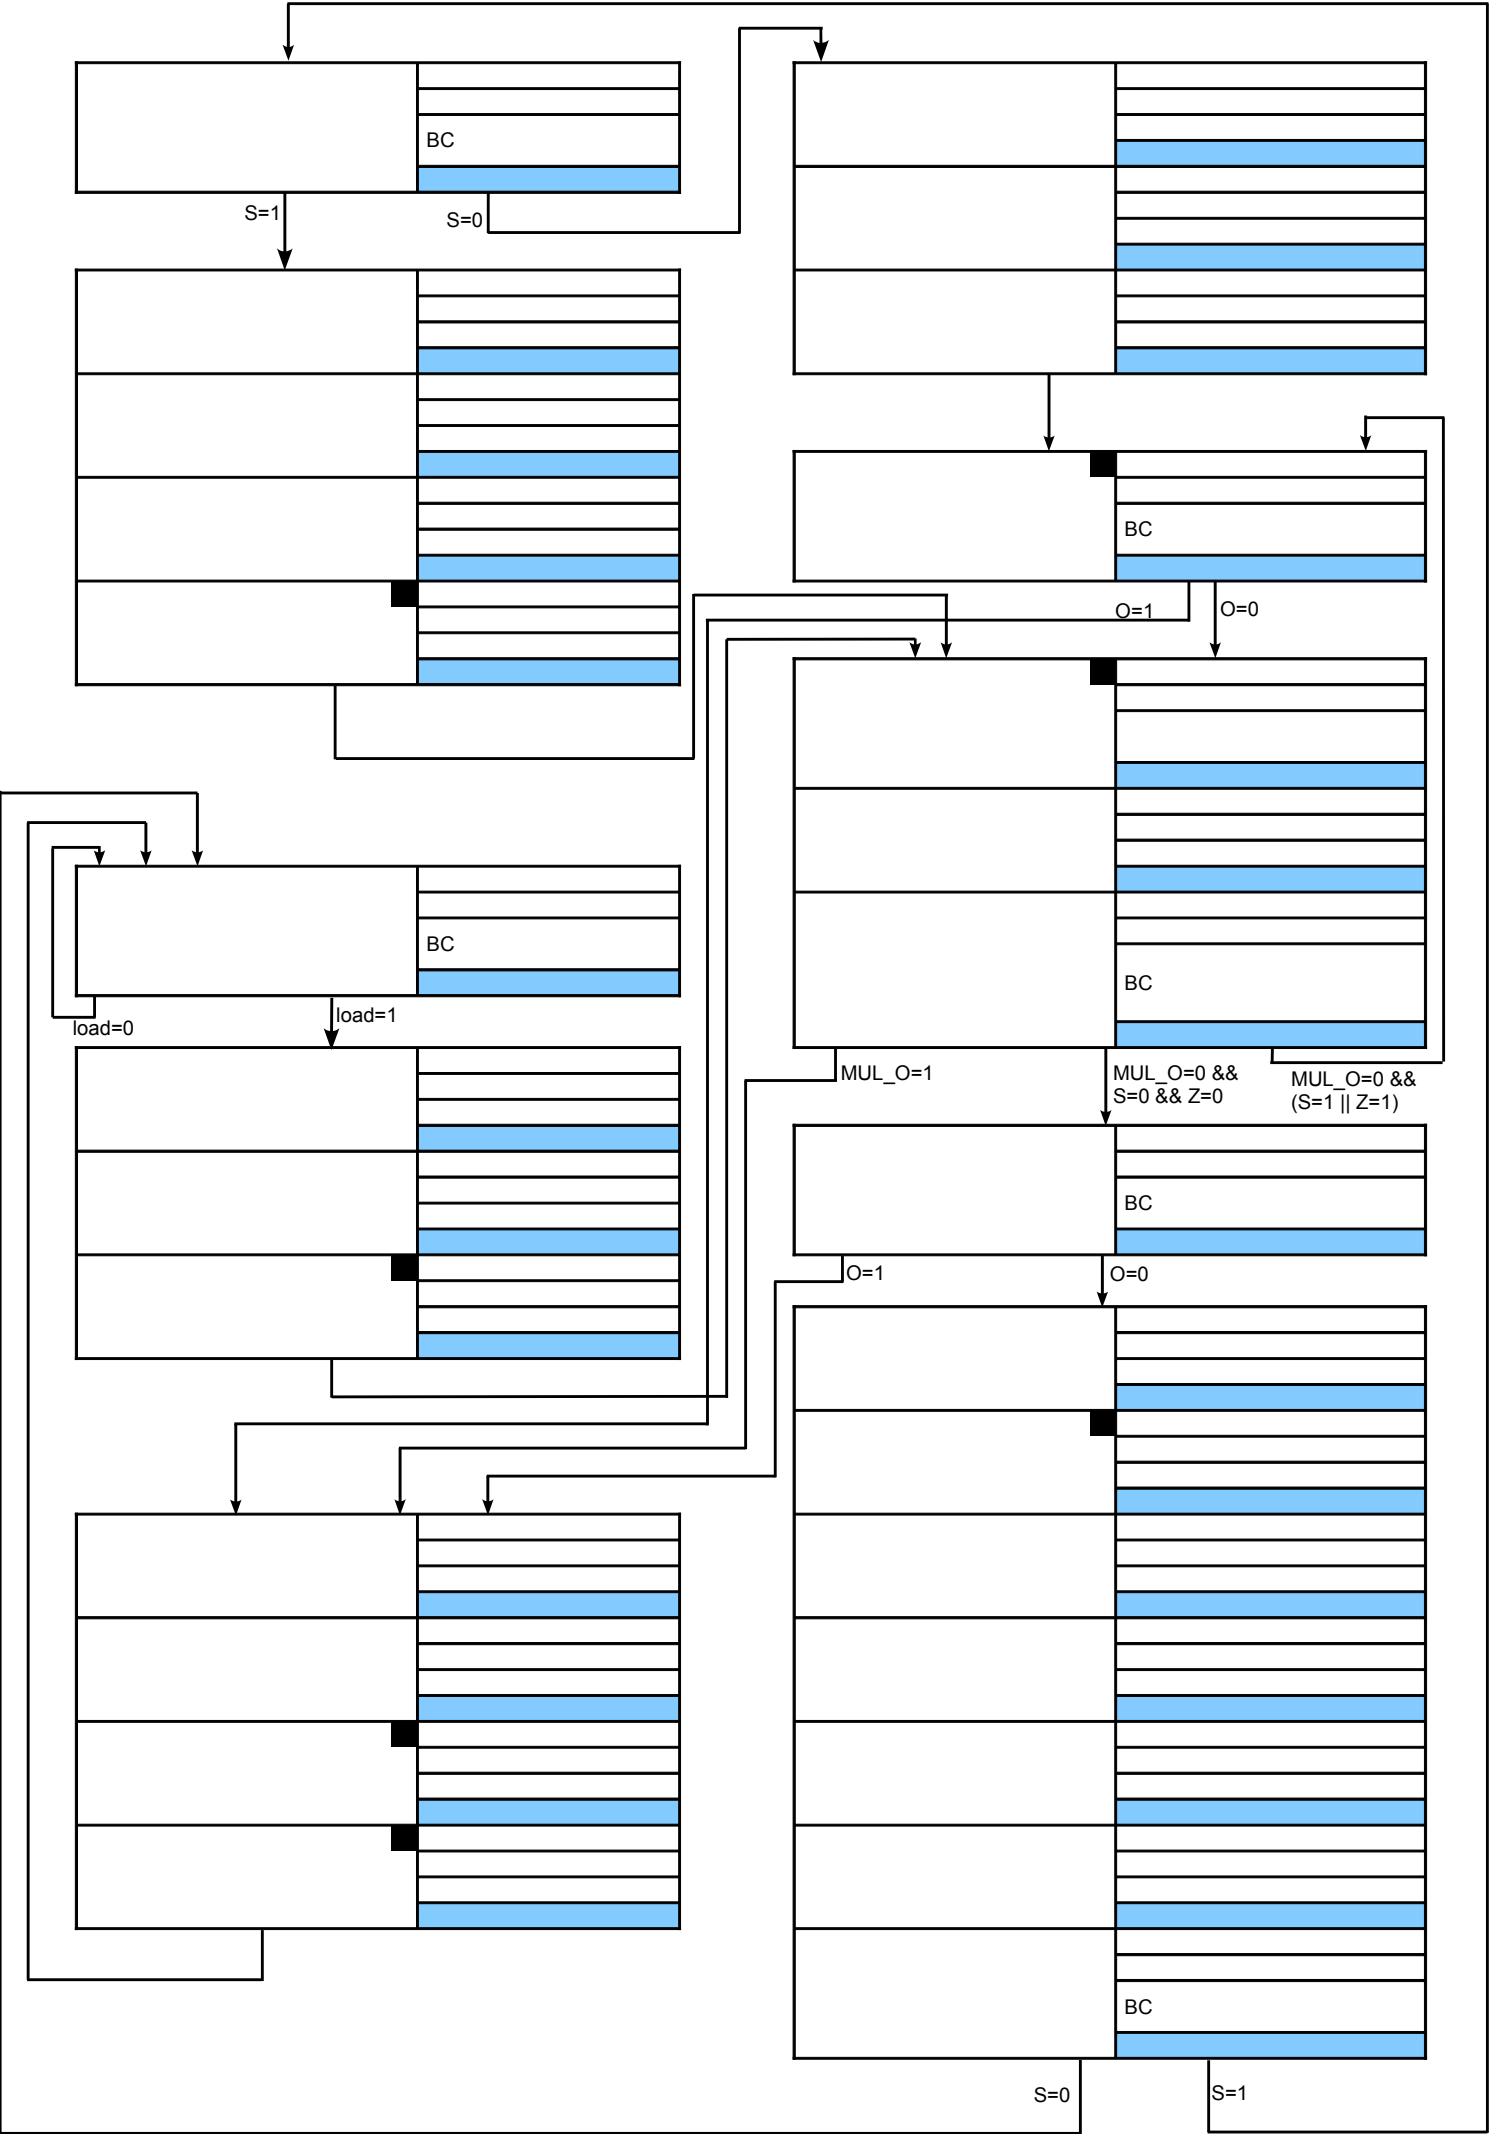 BC
S=1
S=0
BC
O=1
O=0
BC
load=0
load=1
BC
MUL_O=1
MUL_O=0 &&
S=0 && Z=0
MUL_O=0 &&
(S=1 || Z=1)
BC
O=1
O=0
BC
S=0
S=1